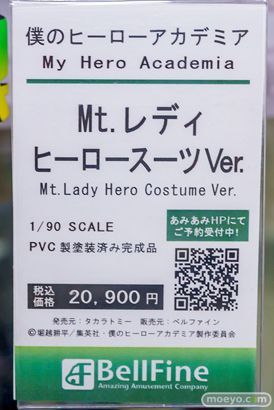 僕のヒーローアカデミア
My Hero Academia
Mt.レディ
ヒーロースーツ Ver.
Mt.Lady Hero Costume Ver.
1/90 SCALE
PVC 製塗装済み完成品
あみあみHPにて
ご予約受付中!
税込
価格
20,900円
発売元：タカラトミー 販売元：ベルファイン
©堀越耕平／集英社・僕のヒーローアカデミア製作委員会
BellFine
Amazing Amusement Company
www.moeyo.com